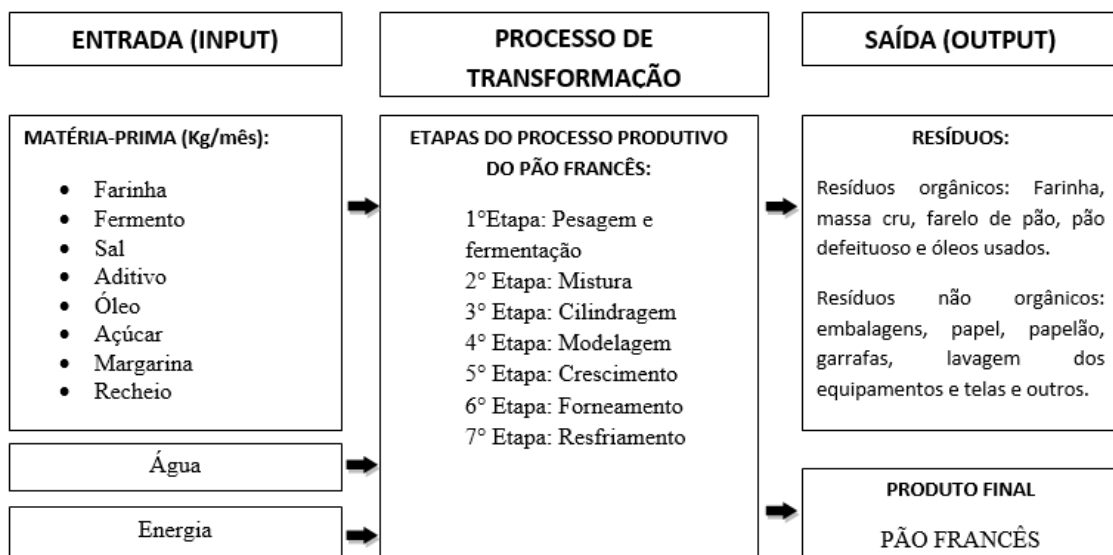 ENTRADA (INPUT)
PROCESSO DE
TRANSFORMAÇÃO
SAÍDA (OUTPUT)
MATÉRIA-PRIMA (Kg/mês):
• Farinha
• Fermento
• Sal
• Aditivo
• Óleo
• Açúcar
• Margarina
• Recheio
Água
Energia
ETAPAS DO PROCESSO PRODUTIVO
DO PÃO FRANCÊS:
1°Etapa: Pesagem e
fermentação
2° Etapa: Mistura
3° Etapa: Cilindragem
4° Etapa: Modelagem
5° Etapa: Crescimento
6° Etapa: Forneamento
7° Etapa: Resfriamento
RESÍDUOS:
Resíduos orgânicos: Farinha,
massa cru, farelo de pão, pão
defeituoso e óleos usados.
Resíduos não orgânicos:
embalagens, papel, papelão,
garrafas, lavagem dos
equipamentos e telas e outros.
PRODUTO FINAL
PÃO FRANCÊS